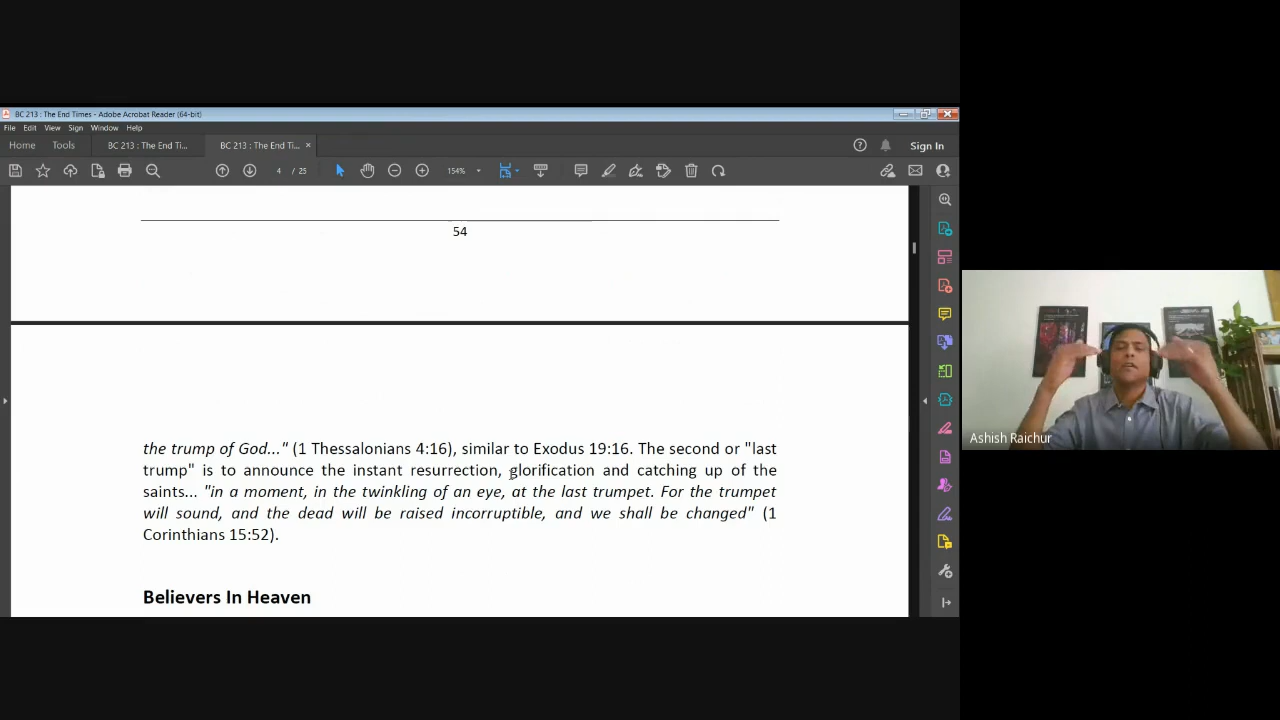 BC 213 : The End Times - Adobe Acrobat Reader (64-bit)
File Edit View Sign Window Help
Home Tools BC 213 : The End Ti... BC 213 : The End Ti... × Sign In
4 / 25 154%
54
the trump of God..." (1 Thessalonians 4:16), similar to Exodus 19:16. The second or "last
trump" is to announce the instant resurrection, glorification and catching up of the
saints... "in a moment, in the twinkling of an eye, at the last trumpet. For the trumpet
will sound, and the dead will be raised incorruptible, and we shall be changed" (1
Corinthians 15:52).
Believers In Heaven
Ashish Raichur